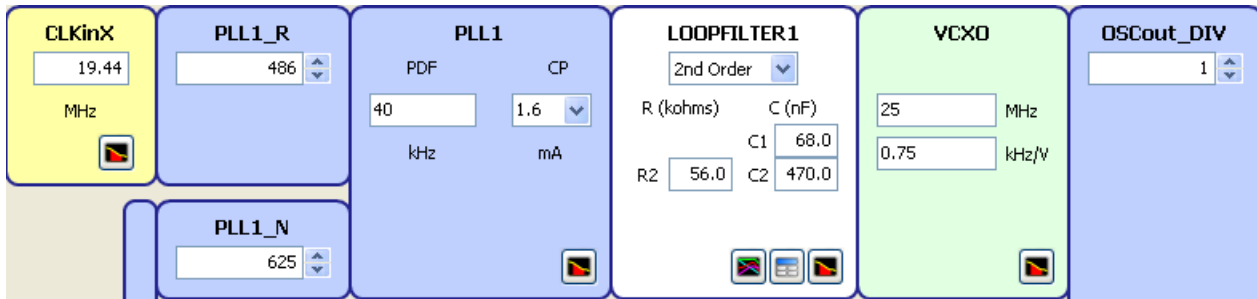 CLKinX
19.44
MHz
PLL1_R
486
PLL1_N
625
PLL1
PDF CP
40 1.6
kHz mA
LOOPFILTER1
2nd Order
R (kohms) C (nF)
C1 68.0
R2 56.0 C2 470.0
VCXO
25 MHz
0.75 kHz/V
OSCout_DIV
1